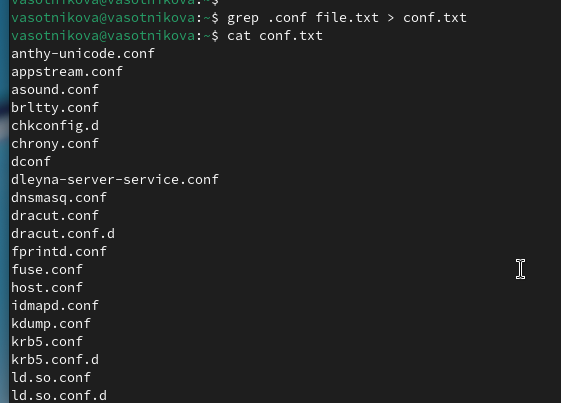 vasotnikova@vasotnikova:~$
vasotnikova@vasotnikova:~$ grep .conf file.txt > conf.txt
vasotnikova@vasotnikova:~$ cat conf.txt
anthy-unicode.conf
appstream.conf
asound.conf
brltty.conf
chkconfig.d
chrony.conf
dconf
dleyna-server-service.conf
dnsmasq.conf
dracut.conf
dracut.conf.d
fprintd.conf
fuse.conf
host.conf
idmapd.conf
kdump.conf
krb5.conf
krb5.conf.d
ld.so.conf
ld.so.conf.d